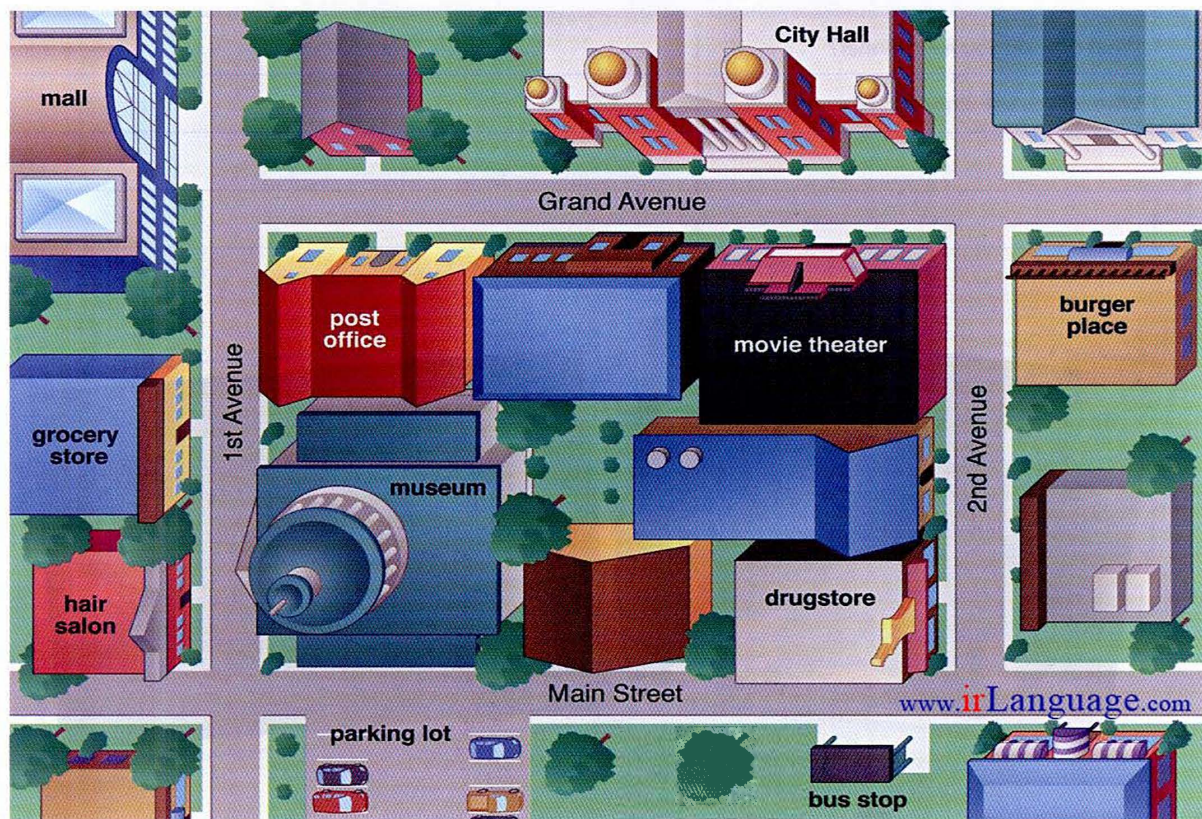 City Hall
mall
Grand Avenue
post
office
movie theater
burger
place
1st Avenue
2nd Avenue
grocery
store
museum
hair
salon
drugstore
Main Street
www.irLanguage.com
parking lot
bus stop